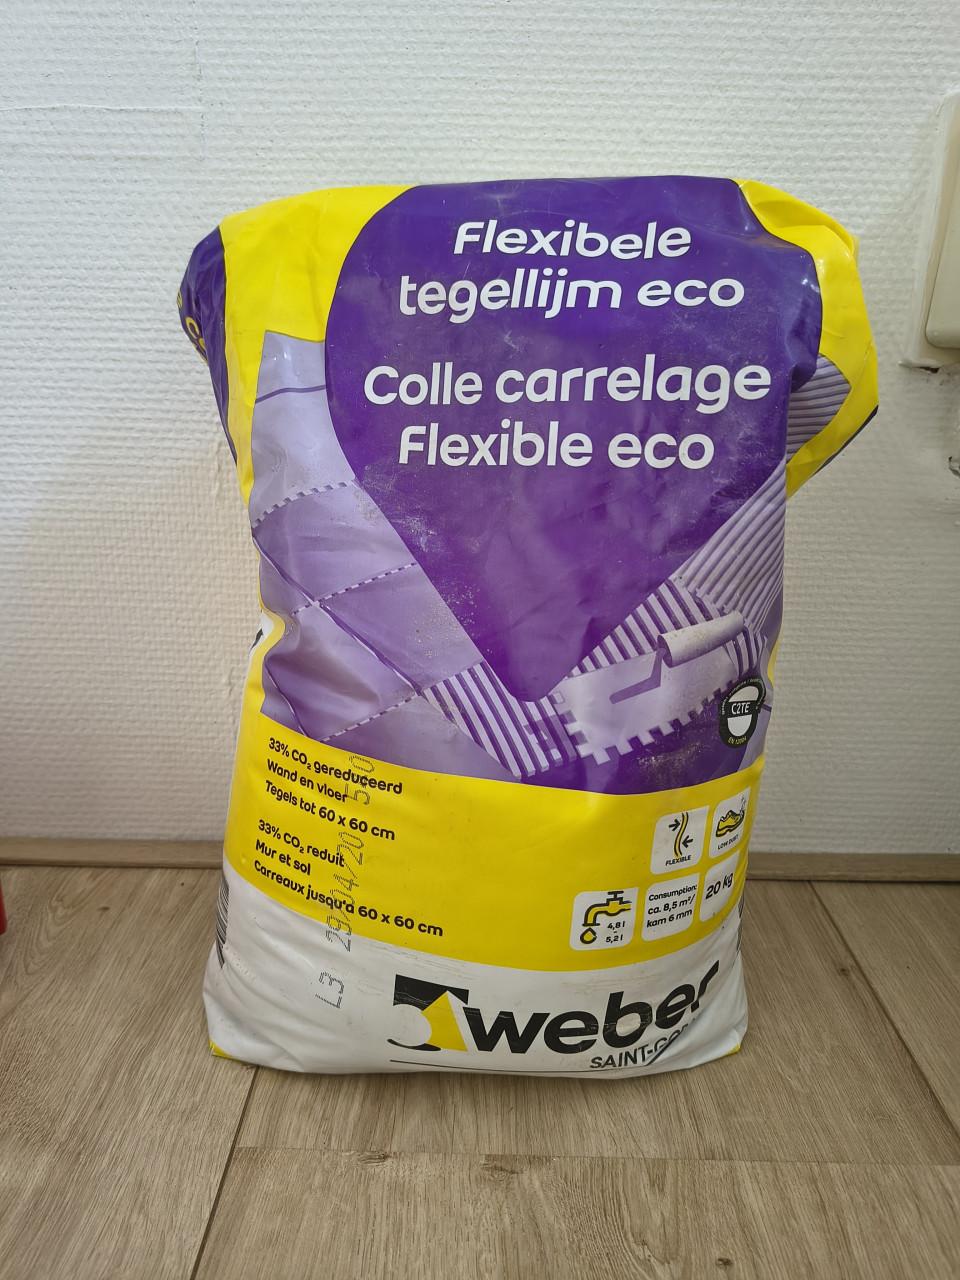 Flexibele
tegellijm eco
Colle carrelage
Flexible eco
C2TE
33% CO₂ gereduceerd
Wand en vloer
Tegels tot 60 x 60 cm
33% CO₂ reduit
Mur et sol
Carreaux jusqu'à 60 x 60 cm
FLEXIBLE
LOW DUST
4,8 l
-
5,2 l
Consumption:
ca. 8,5 m²/
kam 6 mm
20 kg
weber